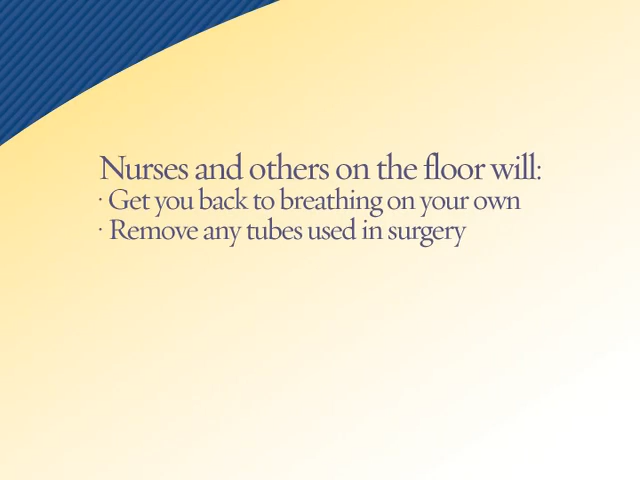 Nurses and others on the floor will:
· Get you back to breathing on your own
· Remove any tubes used in surgery